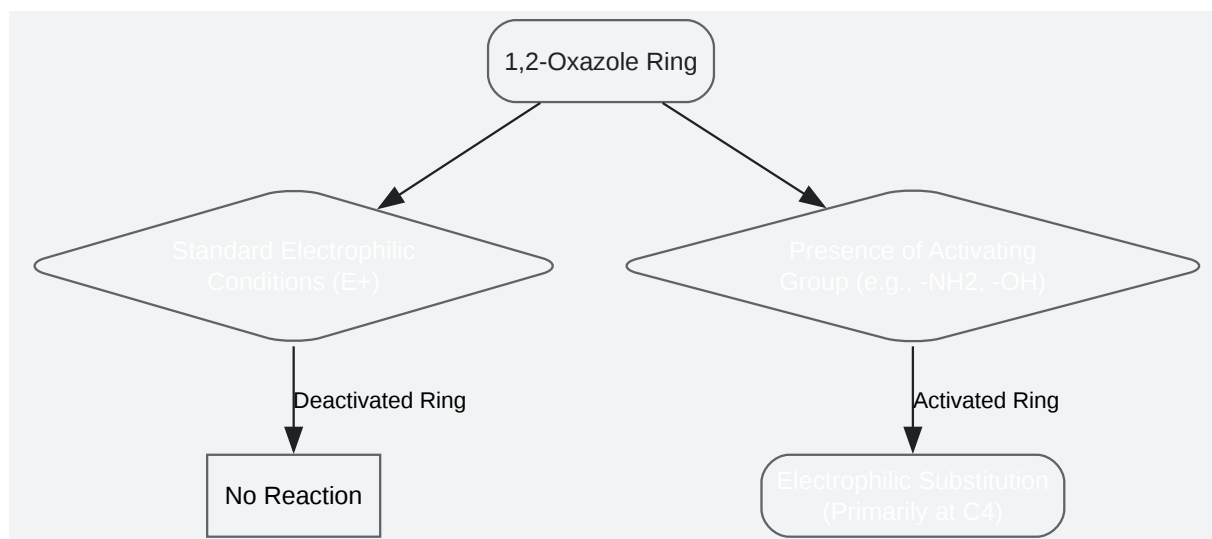 1,2-Oxazole Ring
Standard Electrophilic
Conditions (E+)
Presence of Activating
Group (e.g., -NH2, -OH)
Deactivated Ring
Activated Ring
No Reaction
Electrophilic Substitution
(Primarily at C4)